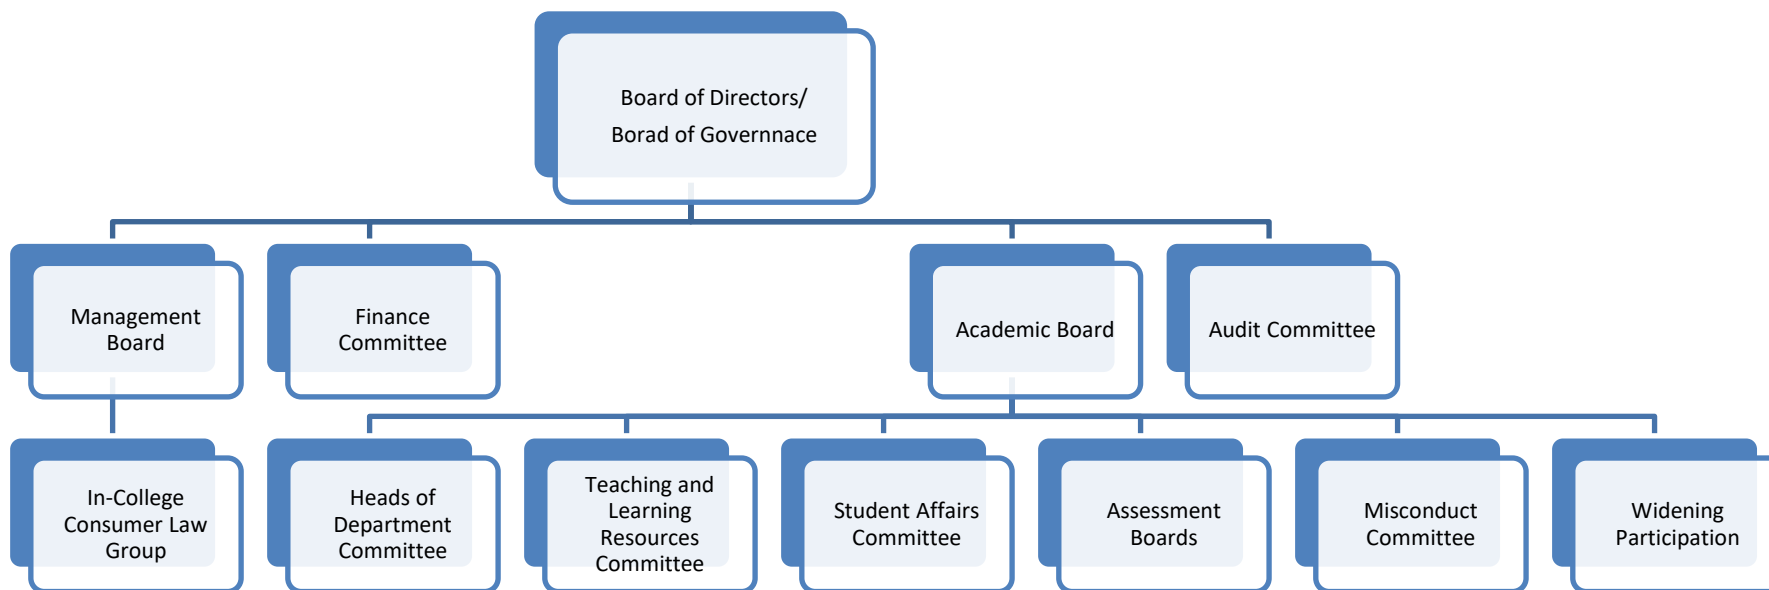 Board of Directors/
Borad of Governnace
Management
Board
Finance
Committee
Academic Board
Audit Committee
In-College
Consumer Law
Group
Heads of
Department
Committee
Teaching and
Learning
Resources
Committee
Student Affairs
Committee
Assessment
Boards
Misconduct
Committee
Widening
Participation